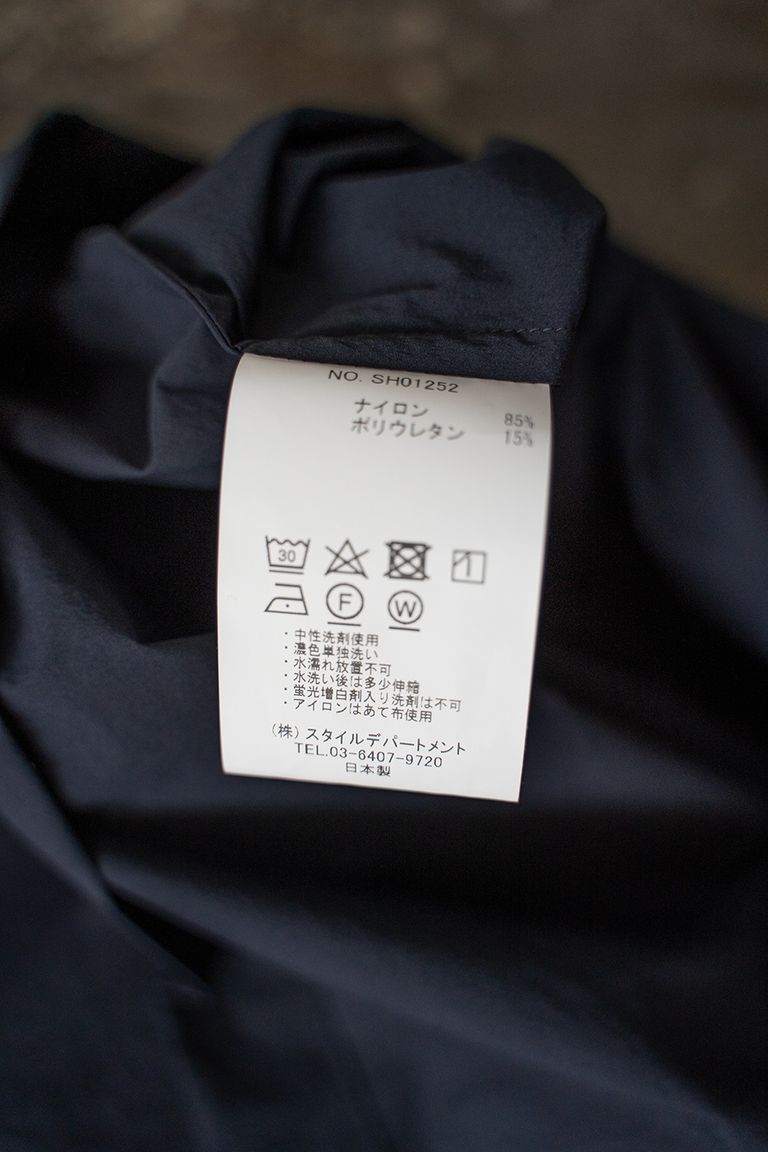 NO. SH01252
ナイロン 85%
ポリウレタン 15%
30
F W
・中性洗剤使用
・濃色単独洗い
・水濡れ放置不可
・水洗い後は多少伸縮
・蛍光増白剤入り洗剤は不可
・アイロンはあて布使用
(株) スタイルデパートメント
TEL.03-6407-9720
日本製